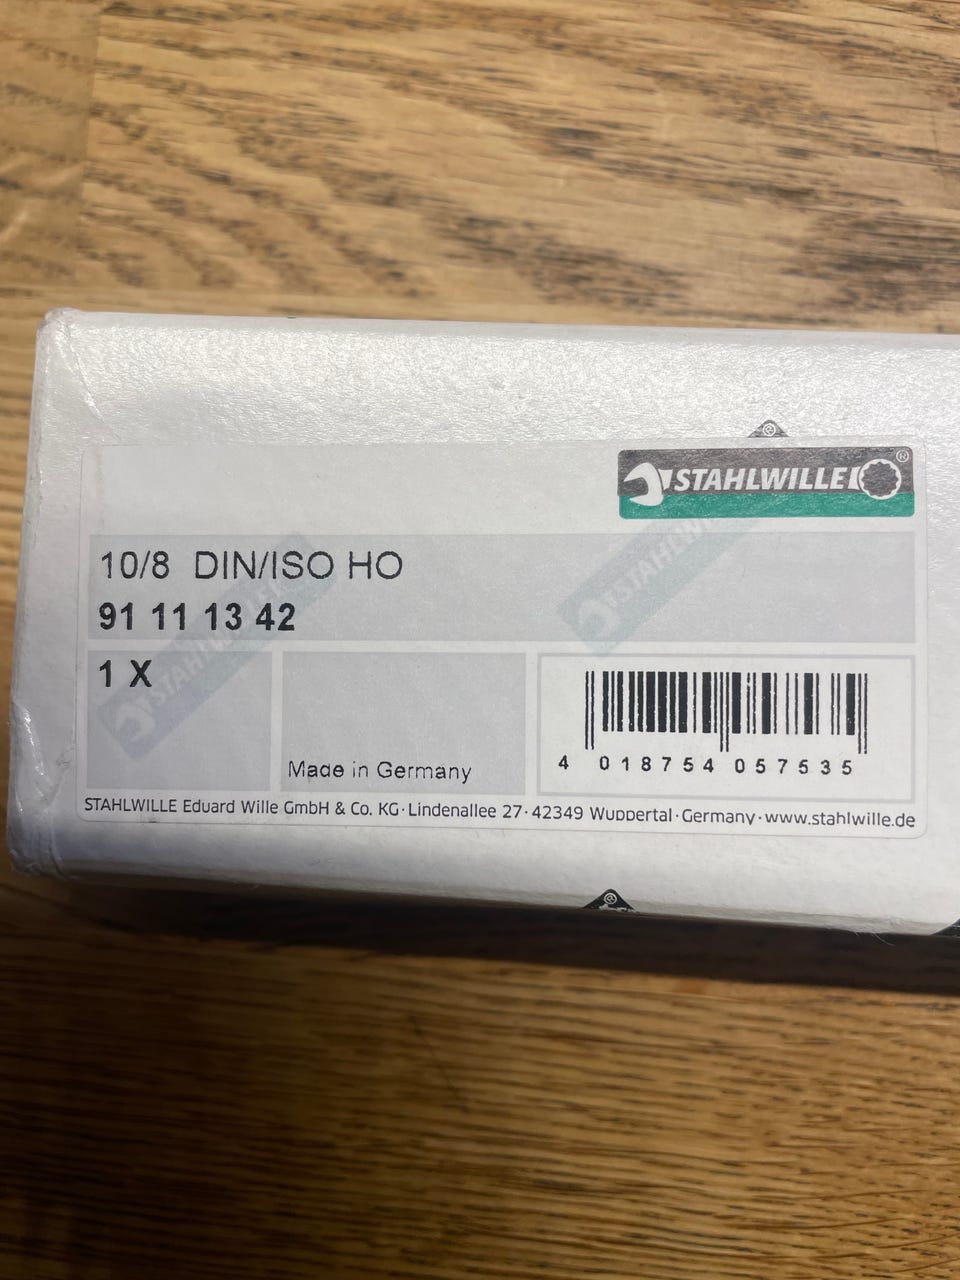 STAHLWILLE ®
10/8 DIN/ISO HO
91 11 13 42
1 X
Made in Germany
4 018754 057535
STAHLWILLE Eduard Wille GmbH & Co. KG · Lindenallee 27 · 42349 Wuppertal · Germany · www.stahlwille.de